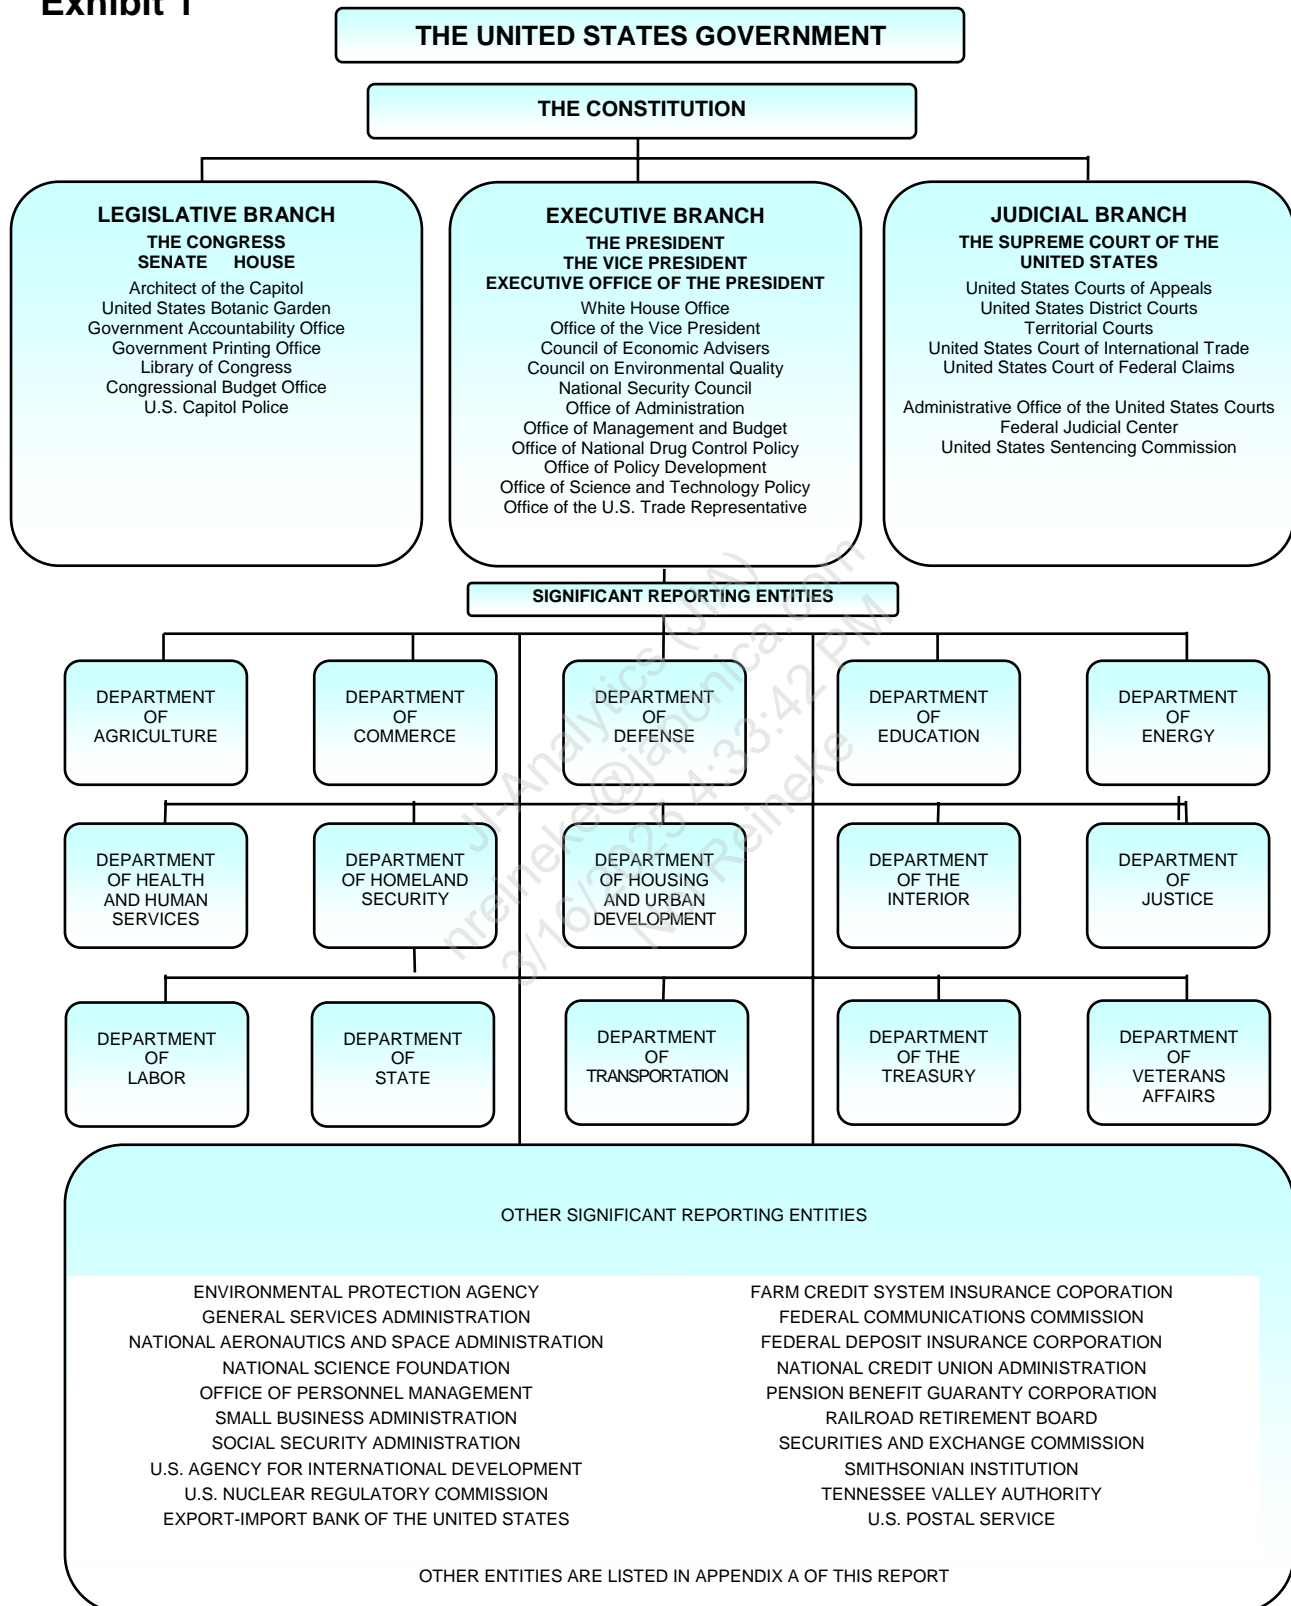 Exhibit 1
THE UNITED STATES GOVERNMENT
THE CONSTITUTION
LEGISLATIVE BRANCH
THE CONGRESS
SENATE HOUSE
Architect of the Capitol
United States Botanic Garden
Government Accountability Office
Government Printing Office
Library of Congress
Congressional Budget Office
U.S. Capitol Police
EXECUTIVE BRANCH
THE PRESIDENT
THE VICE PRESIDENT
EXECUTIVE OFFICE OF THE PRESIDENT
White House Office
Office of the Vice President
Council of Economic Advisers
Council on Environmental Quality
National Security Council
Office of Administration
Office of Management and Budget
Office of National Drug Control Policy
Office of Policy Development
Office of Science and Technology Policy
Office of the U.S. Trade Representative
JUDICIAL BRANCH
THE SUPREME COURT OF THE
UNITED STATES
United States Courts of Appeals
United States District Courts
Territorial Courts
United States Court of International Trade
United States Court of Federal Claims
Administrative Office of the United States Courts
Federal Judicial Center
United States Sentencing Commission
SIGNIFICANT REPORTING ENTITIES
DEPARTMENT
OF
AGRICULTURE
DEPARTMENT
OF
COMMERCE
DEPARTMENT
OF
DEFENSE
DEPARTMENT
OF
EDUCATION
DEPARTMENT
OF
ENERGY
DEPARTMENT
OF HEALTH
AND HUMAN
SERVICES
DEPARTMENT
OF HOMELAND
SECURITY
DEPARTMENT
OF HOUSING
AND URBAN
DEVELOPMENT
DEPARTMENT
OF THE
INTERIOR
DEPARTMENT
OF
JUSTICE
DEPARTMENT
OF
LABOR
DEPARTMENT
OF
STATE
DEPARTMENT
OF
TRANSPORTATION
DEPARTMENT
OF THE
TREASURY
DEPARTMENT
OF
VETERANS
AFFAIRS
OTHER SIGNIFICANT REPORTING ENTITIES
ENVIRONMENTAL PROTECTION AGENCY
GENERAL SERVICES ADMINISTRATION
NATIONAL AERONAUTICS AND SPACE ADMINISTRATION
NATIONAL SCIENCE FOUNDATION
OFFICE OF PERSONNEL MANAGEMENT
SMALL BUSINESS ADMINISTRATION
SOCIAL SECURITY ADMINISTRATION
U.S. AGENCY FOR INTERNATIONAL DEVELOPMENT
U.S. NUCLEAR REGULATORY COMMISSION
EXPORT-IMPORT BANK OF THE UNITED STATES
FARM CREDIT SYSTEM INSURANCE COPORATION
FEDERAL COMMUNICATIONS COMMISSION
FEDERAL DEPOSIT INSURANCE CORPORATION
NATIONAL CREDIT UNION ADMINISTRATION
PENSION BENEFIT GUARANTY CORPORATION
RAILROAD RETIREMENT BOARD
SECURITIES AND EXCHANGE COMMISSION
SMITHSONIAN INSTITUTION
TENNESSEE VALLEY AUTHORITY
U.S. POSTAL SERVICE
OTHER ENTITIES ARE LISTED IN APPENDIX A OF THIS REPORT
JI-Analytics (JIA)
nreineke@japonica.com
3/16/2025 4:33:42 PM
Reineke